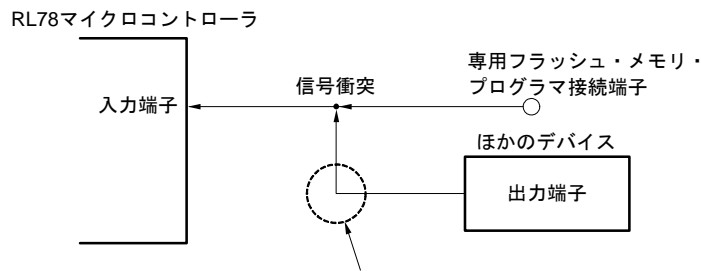 RL78マイクロコントローラ
専用フラッシュ・メモリ・
プログラマ接続端子
信号衝突
入力端子
ほかのデバイス
出力端子